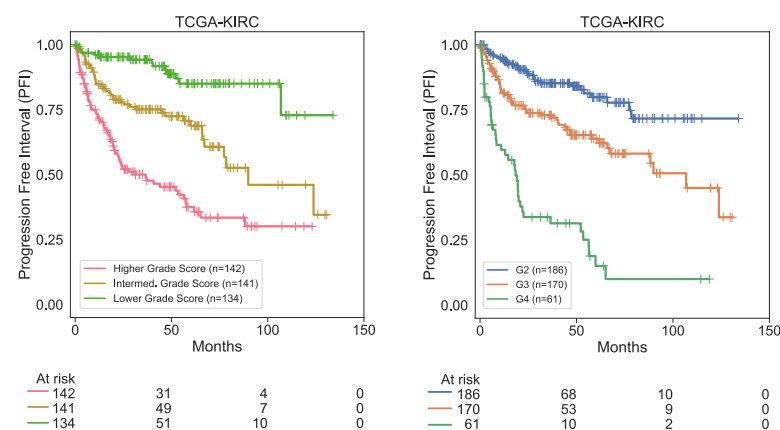 TCGA-KIRC
Progression Free Interval (PFI)
1.00
0.75
0.50
0.25
0.00
Higher Grade Score (n=142)
Intermed. Grade Score (n=141)
Lower Grade Score (n=134)
0 50 100 150
Months
At risk
142 31 4 0
141 49 7 0
134 51 10 0
TCGA-KIRC
Progression Free Interval (PFI)
1.00
0.75
0.50
0.25
0.00
G2 (n=186)
G3 (n=170)
G4 (n=61)
0 50 100 150
Months
At risk
186 68 10 0
170 53 9 0
61 10 2 0